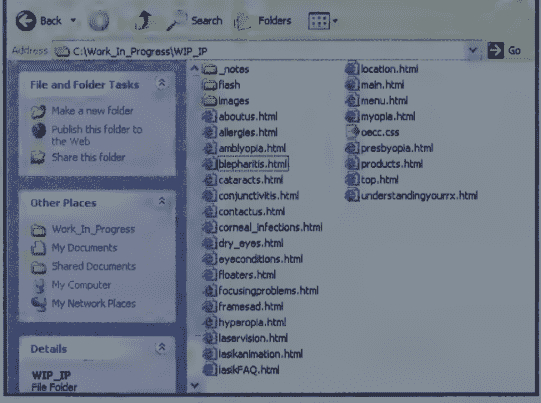 Back
Search
Folders
Address
C:\Work_In_Progress\WIP_IP
Go
File and Folder Tasks
Make a new folder
Publish this folder to
the Web
Share this folder
Other Places
Work_In_Progress
My Documents
Shared Documents
My Computer
My Network Places
Details
WIP_IP
File Folder
_notes
flash
images
aboutus.html
allergies.html
amblyopia.html
blepharitis.html
cataracts.html
conjunctivitis.html
contactus.html
corneal_infections.html
dry_eyes.html
eyeconditions.html
floaters.html
focusingproblems.html
framesad.html
hyperopia.html
laservision.html
lasikanimation.html
lasikFAQ.html
location.html
main.html
menu.html
myopia.html
oecc.css
presbyopia.html
products.html
top.html
understandingyourrx.html